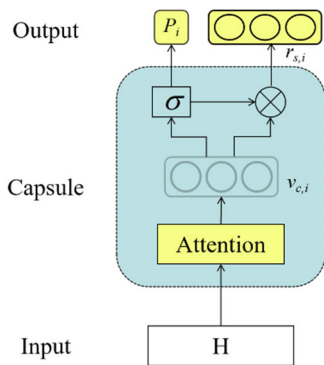 Output P_i
r_{s,i}
σ ⊗
Capsule v_{c,i}
Attention
Input H